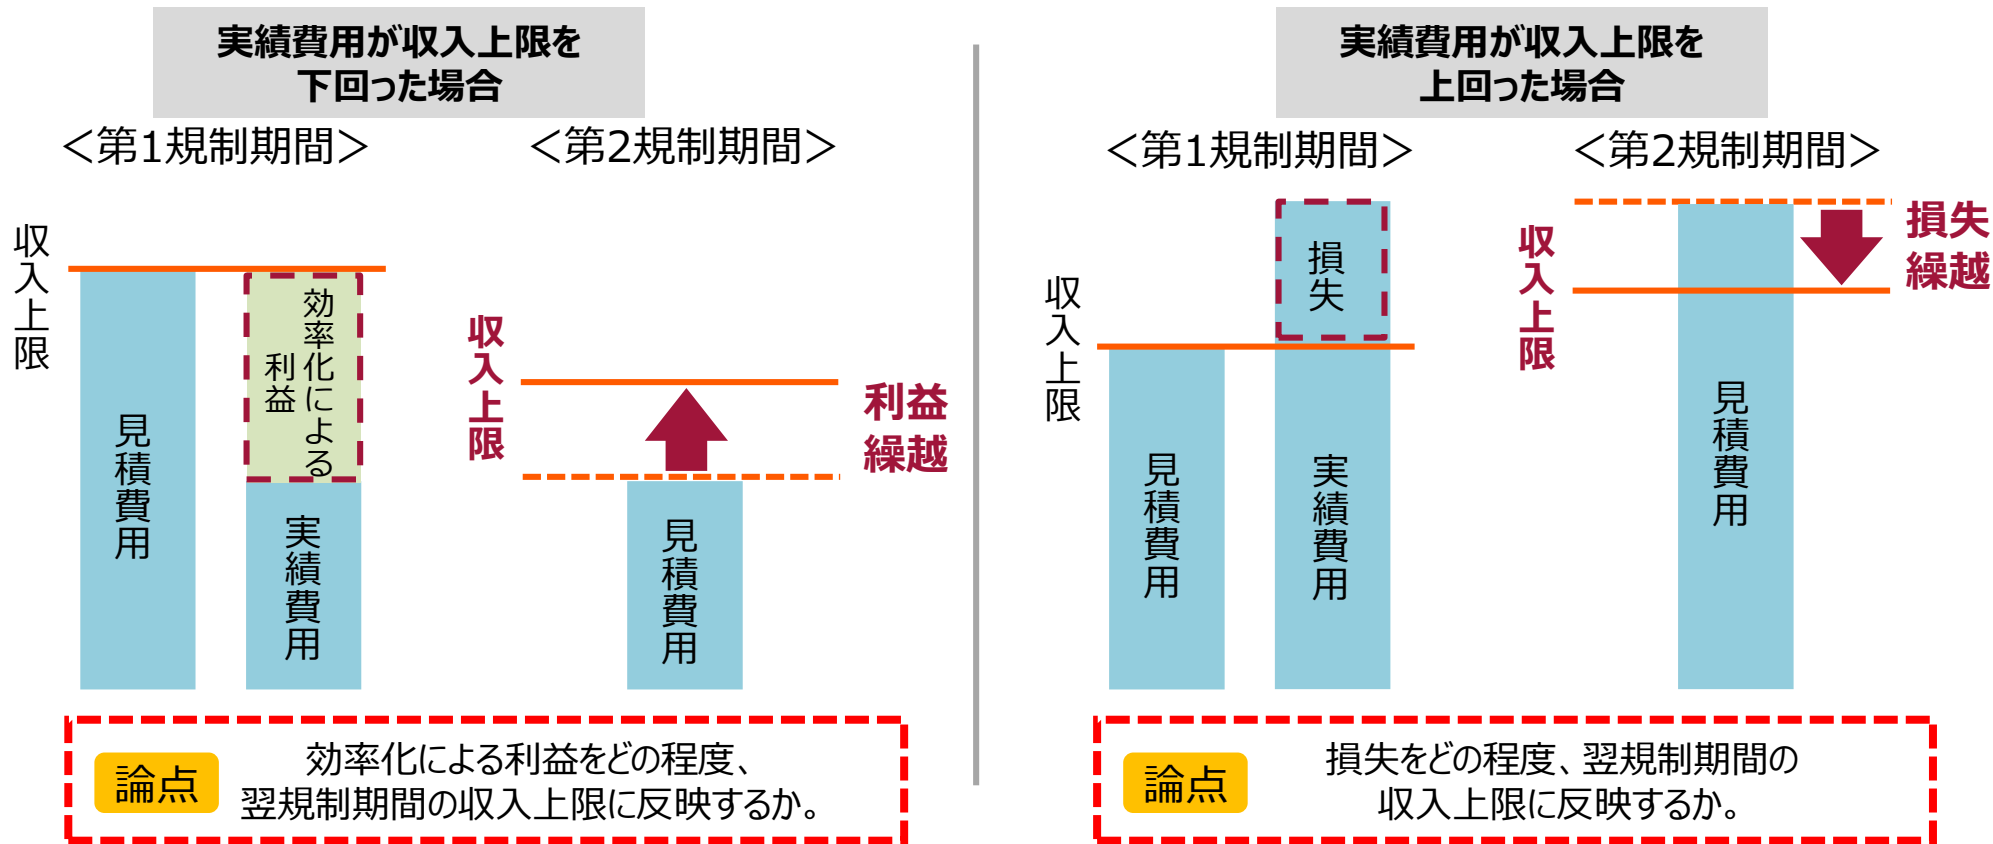 実績費用が収入上限を
下回った場合
＜第1規制期間＞
＜第2規制期間＞
収入上限
見積費用
効率化による
利益
実績費用
収入上限
見積費用
利益
繰越
論点
効率化による利益をどの程度、
翌規制期間の収入上限に反映するか。
実績費用が収入上限を
上回った場合
＜第1規制期間＞
＜第2規制期間＞
収入上限
見積費用
損失
実績費用
収入上限
見積費用
損失
繰越
論点
損失をどの程度、翌規制期間の
収入上限に反映するか。